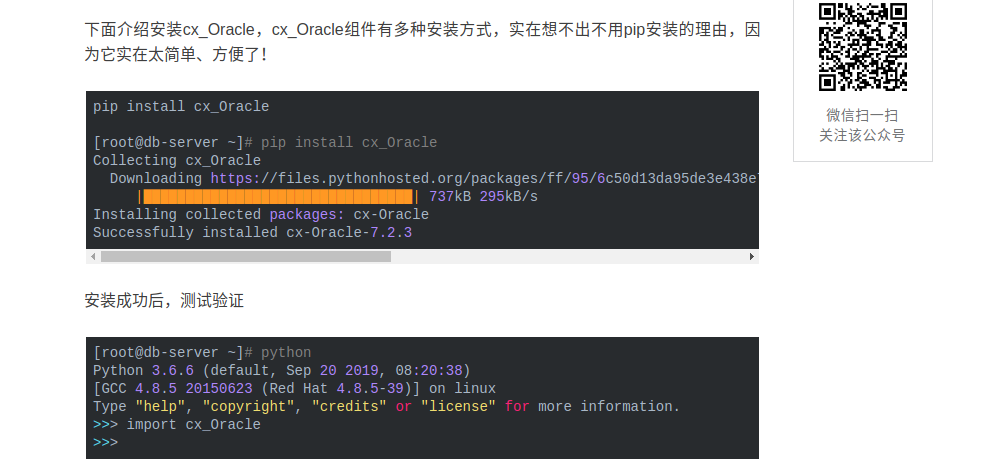 下面介绍安装cx_Oracle，cx_Oracle组件有多种安装方式，实在想不出不用pip安装的理由，因
为它实在太简单、方便了！
pip install cx_Oracle
[root@db-server ~]# pip install cx_Oracle
Collecting cx_Oracle
Downloading https://files.pythonhosted.org/packages/ff/95/6c50d13da95de3e438e
|████████████████████████████████| 737kB 295kB/s
Installing collected packages: cx-Oracle
Successfully installed cx-Oracle-7.2.3
安装成功后，测试验证
[root@db-server ~]# python
Python 3.6.6 (default, Sep 20 2019, 08:20:38)
[GCC 4.8.5 20150623 (Red Hat 4.8.5-39)] on linux
Type "help", "copyright", "credits" or "license" for more information.
>>> import cx_Oracle
>>>
微信扫一扫
关注该公众号